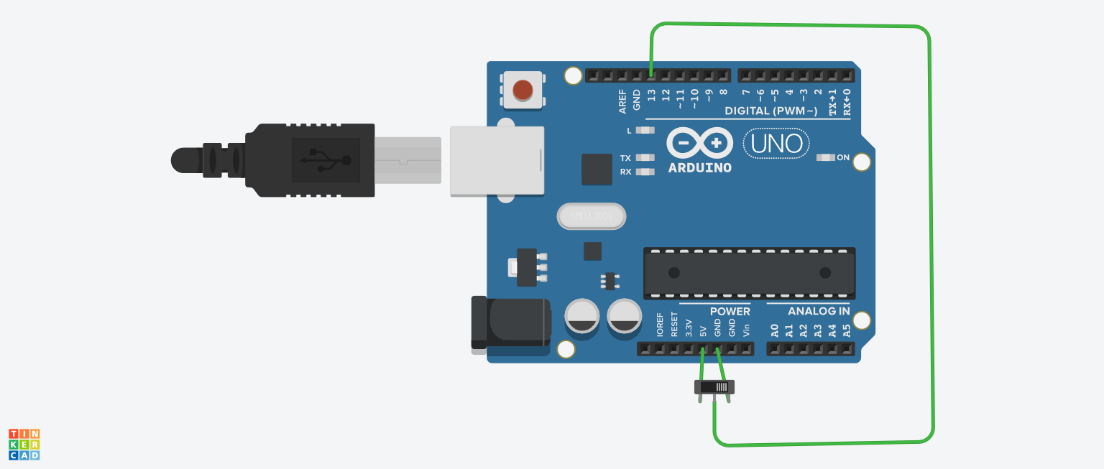 AREF
GND
13
12
~11
~10
~9
8
7
~6
~5
4
~3
2
TX→1
RX←0
DIGITAL (PWM~)
L
TX
RX
UNO
ON
ARDUINO
POWER
ANALOG IN
IOREF
RESET
3.3V
5V
GND
GND
Vin
A0
A1
A2
A3
A4
A5
TIN
KER
CAD